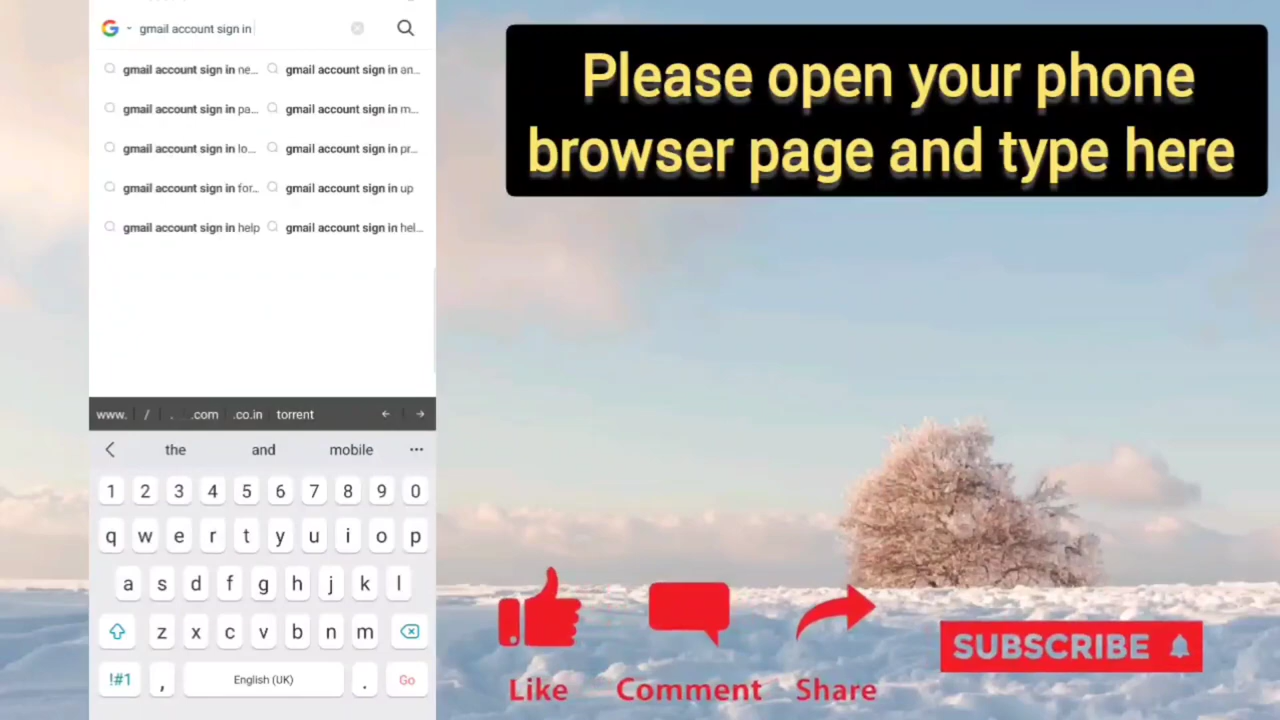 gmail account sign in
gmail account sign in ne...
gmail account sign in an...
gmail account sign in pa...
gmail account sign in m...
gmail account sign in lo...
gmail account sign in pr...
gmail account sign in for...
gmail account sign in up
gmail account sign in help
gmail account sign in hel...
Please open your phone
browser page and type here
www. / . .com .co.in torrent ← →
the and mobile ...
1 2 3 4 5 6 7 8 9 0
q w e r t y u i o p
a s d f g h j k l
z x c v b n m
!#1 , English (UK) . Go
SUBSCRIBE
Like Comment Share